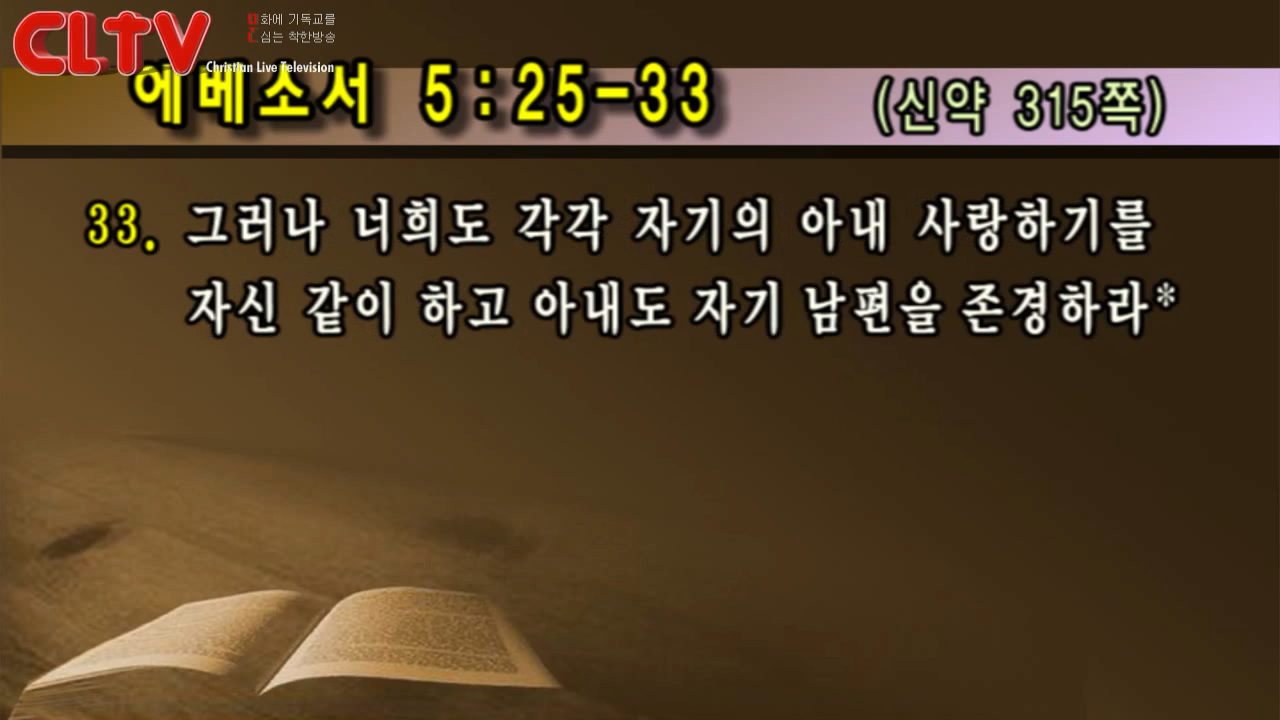 CLTV
문화에 기독교를
심는 착한방송
Christian Live Television
에베소서 5:25-33 (신약 315쪽)
33. 그러나 너희도 각각 자기의 아내 사랑하기를
자신 같이 하고 아내도 자기 남편을 존경하라*